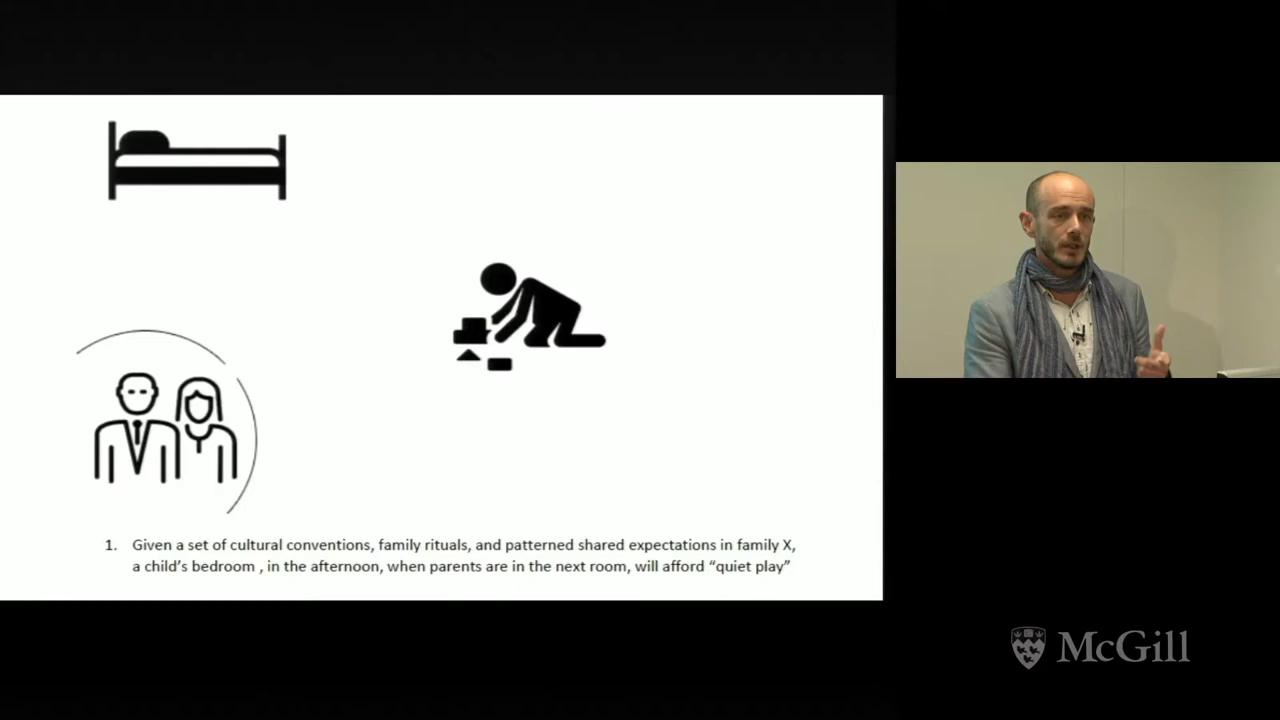 1. Given a set of cultural conventions, family rituals, and patterned shared expectations in family X,
a child's bedroom , in the afternoon, when parents are in the next room, will afford “quiet play”
McGill